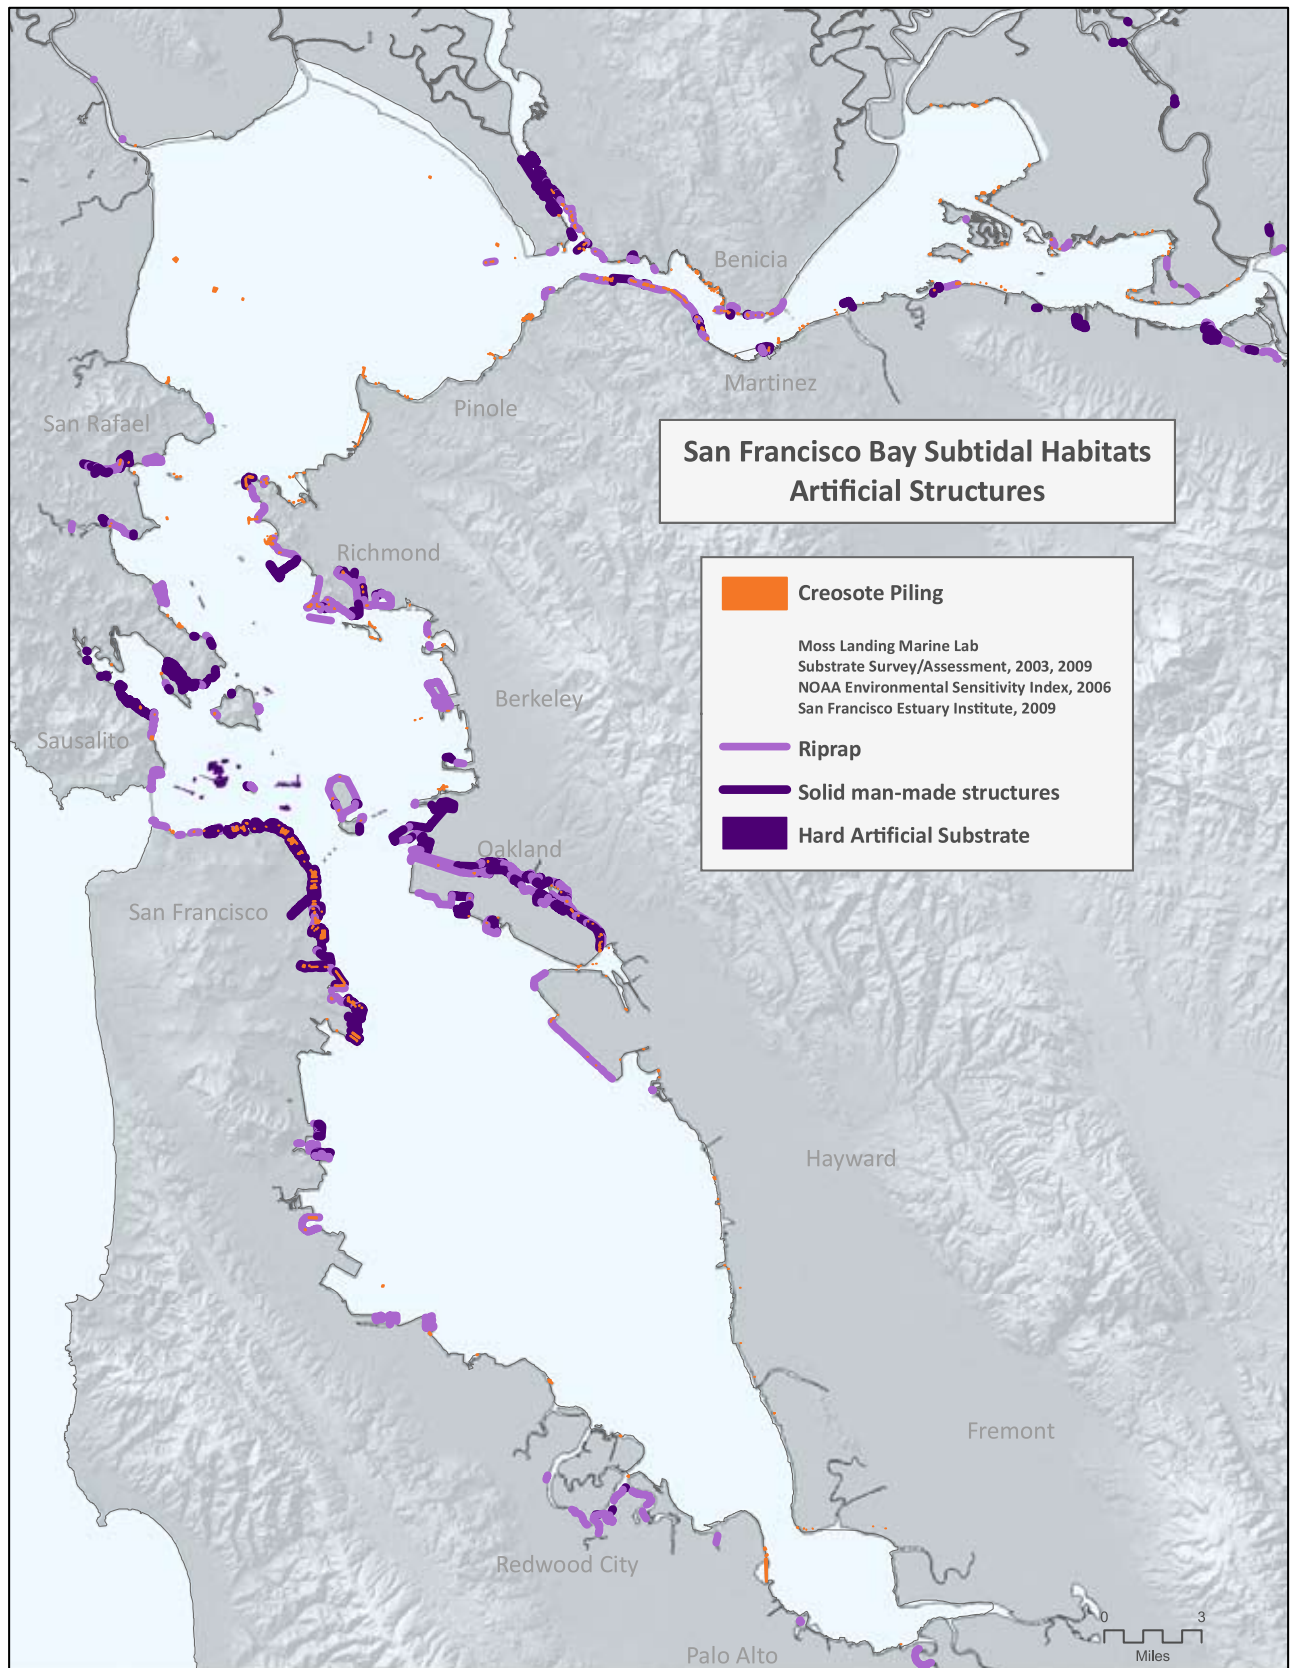 Benicia
Martinez
Pinole
San Rafael
San Francisco Bay Subtidal Habitats
Artificial Structures
Richmond
Creosote Piling
Moss Landing Marine Lab
Substrate Survey/Assessment, 2003, 2009
NOAA Environmental Sensitivity Index, 2006
San Francisco Estuary Institute, 2009
Berkeley
Sausalito
Riprap
Solid man-made structures
Hard Artificial Substrate
Oakland
San Francisco
Hayward
Fremont
Redwood City
Palo Alto
0 3
Miles